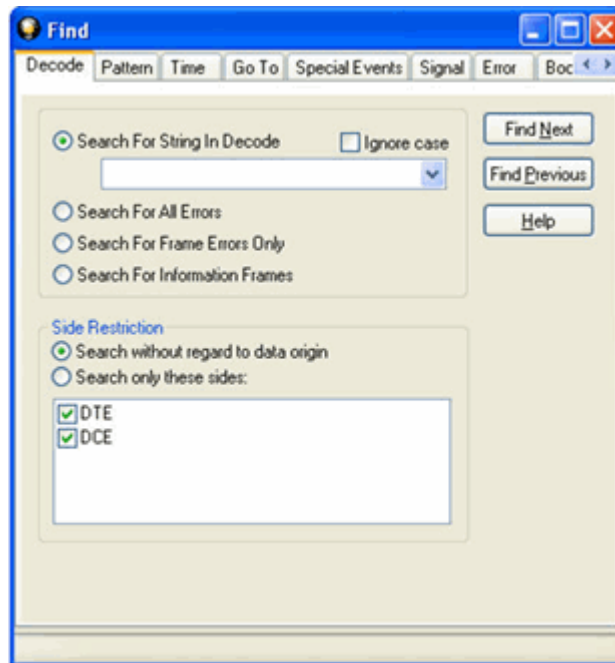 Find
Decode Pattern Time Go To Special Events Signal Error Boo
Search For String In Decode Ignore case
Find Next
Find Previous
Search For All Errors
Help
Search For Frame Errors Only
Search For Information Frames
Side Restriction
Search without regard to data origin
Search only these sides:
DTE
DCE